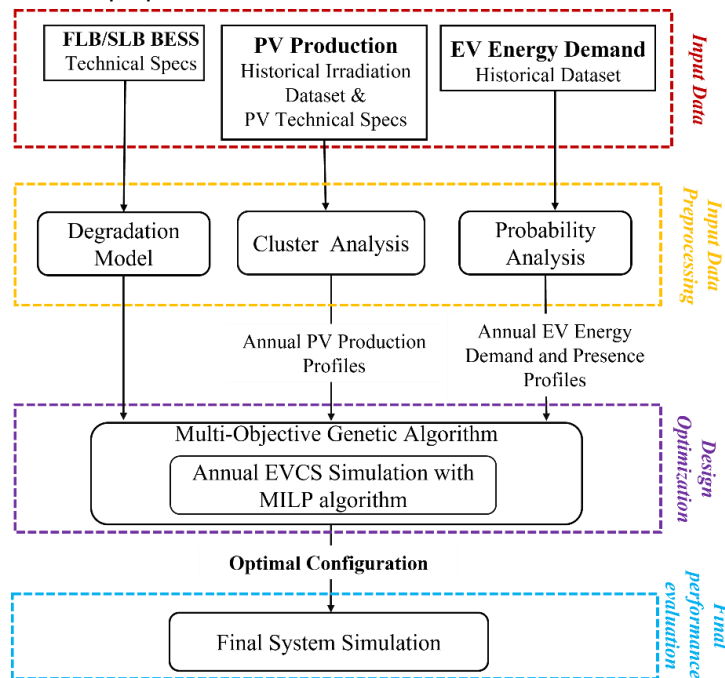 FLB/SLB BESS
Technical Specs
PV Production
Historical Irradiation
Dataset &
PV Technical Specs
EV Energy Demand
Historical Dataset
Input Data
Degradation
Model
Cluster Analysis
Probability
Analysis
Input Data
Preprocessing
Annual PV Production
Profiles
Annual EV Energy
Demand and Presence
Profiles
Multi-Objective Genetic Algorithm
Annual EVCS Simulation with
MILP algorithm
Design
Optimization
Optimal Configuration
Final System Simulation
Final
performance
evaluation